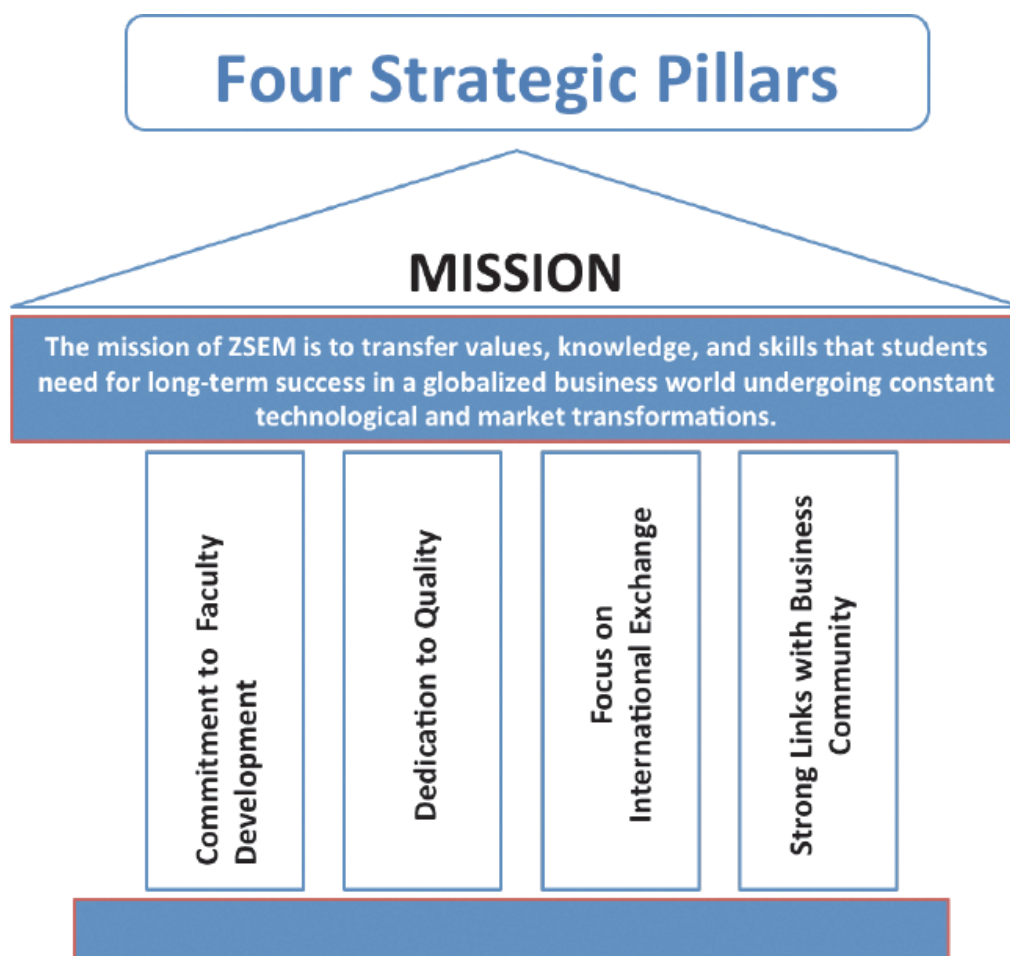 Four Strategic Pillars
MISSION
The mission of ZSEM is to transfer values, knowledge, and skills that students
need for long-term success in a globalized business world undergoing constant
technological and market transformations.
Commitment to Faculty
Development
Dedication to Quality
Focus on
International Exchange
Strong Links with Business
Community